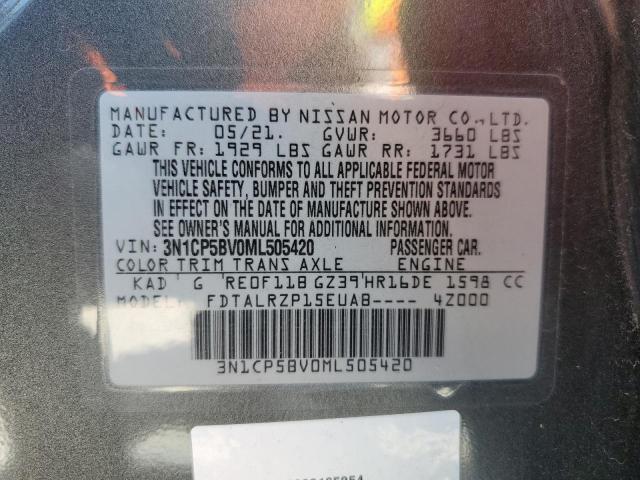 MANUFACTURED BY NISSAN MOTOR CO.,LTD.
DATE: 05/21. GVWR: 3660 LBS
GAWR FR: 1929 LBS GAWR RR: 1731 LBS
THIS VEHICLE CONFORMS TO ALL APPLICABLE FEDERAL MOTOR
VEHICLE SAFETY, BUMPER AND THEFT PREVENTION STANDARDS
IN EFFECT ON THE DATE OF MANUFACTURE SHOWN ABOVE.
SEE OWNER'S MANUAL FOR ADDITIONAL INFORMATION.
VIN: 3N1CP5BV0ML505420 PASSENGER CAR.
COLOR TRIM TRANS AXLE ENGINE
KAD G RE0F11B GZ39 HR16DE 1598 CC
MODEL: FDTALRZP15EUA8---- 4Z000
3N1CP5BV0ML505420